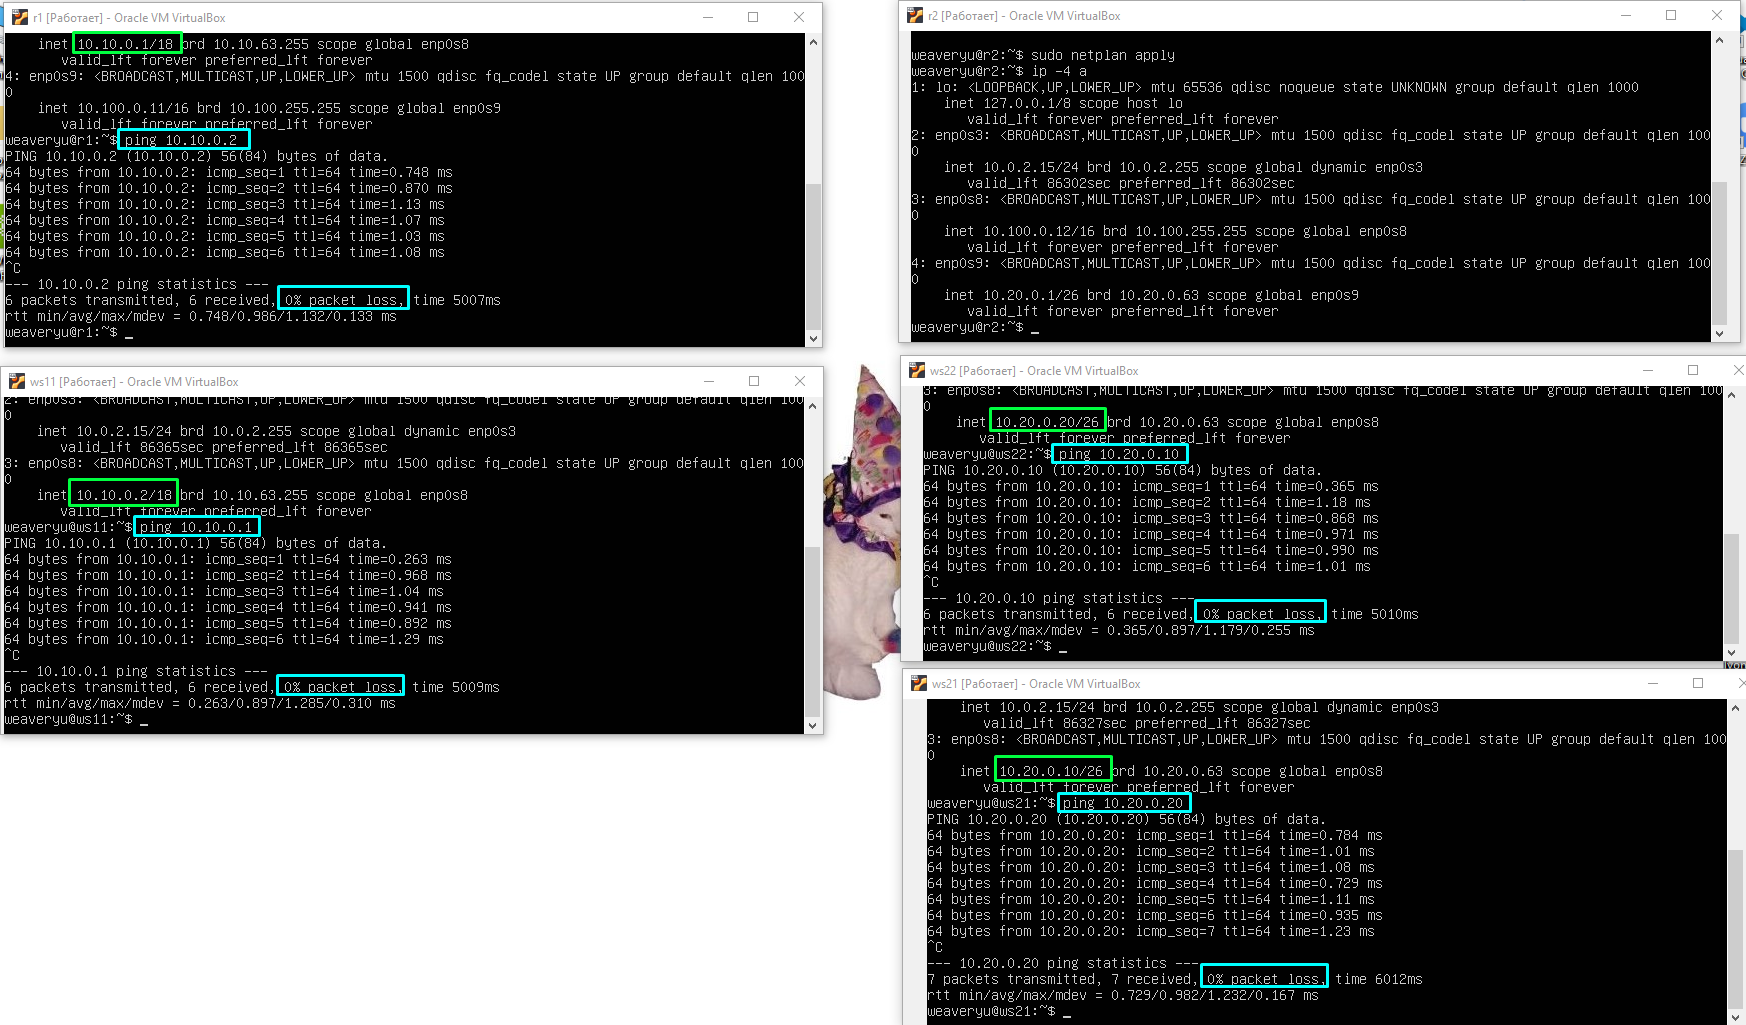 r1 [Работает] - Oracle VM VirtualBox
inet 10.10.0.1/18 brd 10.10.63.255 scope global enp0s8
valid_lft forever preferred_lft forever
4: enp0s9: <BROADCAST,MULTICAST,UP,LOWER_UP> mtu 1500 qdisc fq_codel state UP group default qlen 100
0
inet 10.100.0.11/16 brd 10.100.255.255 scope global enp0s9
valid_lft forever preferred_lft forever
weaveryu@r1:~$ ping 10.10.0.2
PING 10.10.0.2 (10.10.0.2) 56(84) bytes of data.
64 bytes from 10.10.0.2: icmp_seq=1 ttl=64 time=0.748 ms
64 bytes from 10.10.0.2: icmp_seq=2 ttl=64 time=0.870 ms
64 bytes from 10.10.0.2: icmp_seq=3 ttl=64 time=1.13 ms
64 bytes from 10.10.0.2: icmp_seq=4 ttl=64 time=1.07 ms
64 bytes from 10.10.0.2: icmp_seq=5 ttl=64 time=1.03 ms
64 bytes from 10.10.0.2: icmp_seq=6 ttl=64 time=1.08 ms
^C
--- 10.10.0.2 ping statistics ---
6 packets transmitted, 6 received, 0% packet loss, time 5007ms
rtt min/avg/max/mdev = 0.748/0.986/1.132/0.133 ms
weaveryu@r1:~$ _
r2 [Работает] - Oracle VM VirtualBox
weaveryu@r2:~$ sudo netplan apply
weaveryu@r2:~$ ip -4 a
1: lo: <LOOPBACK,UP,LOWER_UP> mtu 65536 qdisc noqueue state UNKNOWN group default qlen 1000
inet 127.0.0.1/8 scope host lo
valid_lft forever preferred_lft forever
2: enp0s3: <BROADCAST,MULTICAST,UP,LOWER_UP> mtu 1500 qdisc fq_codel state UP group default qlen 100
0
inet 10.0.2.15/24 brd 10.0.2.255 scope global dynamic enp0s3
valid_lft 86302sec preferred_lft 86302sec
3: enp0s8: <BROADCAST,MULTICAST,UP,LOWER_UP> mtu 1500 qdisc fq_codel state UP group default qlen 100
0
inet 10.100.0.12/16 brd 10.100.255.255 scope global enp0s8
valid_lft forever preferred_lft forever
4: enp0s9: <BROADCAST,MULTICAST,UP,LOWER_UP> mtu 1500 qdisc fq_codel state UP group default qlen 100
0
inet 10.20.0.1/26 brd 10.20.0.63 scope global enp0s9
valid_lft forever preferred_lft forever
weaveryu@r2:~$ _
ws11 [Работает] - Oracle VM VirtualBox
2: enp0s3: <BROADCAST,MULTICAST,UP,LOWER_UP> mtu 1500 qdisc fq_codel state UP group default qlen 100
0
inet 10.0.2.15/24 brd 10.0.2.255 scope global dynamic enp0s3
valid_lft 86365sec preferred_lft 86365sec
3: enp0s8: <BROADCAST,MULTICAST,UP,LOWER_UP> mtu 1500 qdisc fq_codel state UP group default qlen 100
0
inet 10.10.0.2/18 brd 10.10.63.255 scope global enp0s8
valid_lft forever preferred_lft forever
weaveryu@ws11:~$ ping 10.10.0.1
PING 10.10.0.1 (10.10.0.1) 56(84) bytes of data.
64 bytes from 10.10.0.1: icmp_seq=1 ttl=64 time=0.263 ms
64 bytes from 10.10.0.1: icmp_seq=2 ttl=64 time=0.968 ms
64 bytes from 10.10.0.1: icmp_seq=3 ttl=64 time=1.04 ms
64 bytes from 10.10.0.1: icmp_seq=4 ttl=64 time=0.941 ms
64 bytes from 10.10.0.1: icmp_seq=5 ttl=64 time=0.892 ms
64 bytes from 10.10.0.1: icmp_seq=6 ttl=64 time=1.29 ms
^C
--- 10.10.0.1 ping statistics ---
6 packets transmitted, 6 received, 0% packet loss, time 5009ms
rtt min/avg/max/mdev = 0.263/0.897/1.285/0.310 ms
weaveryu@ws11:~$ _
ws22 [Работает] - Oracle VM VirtualBox
3: enp0s8: <BROADCAST,MULTICAST,UP,LOWER_UP> mtu 1500 qdisc fq_codel state UP group default qlen 100
0
inet 10.20.0.20/26 brd 10.20.0.63 scope global enp0s8
valid_lft forever preferred_lft forever
weaveryu@ws22:~$ ping 10.20.0.10
PING 10.20.0.10 (10.20.0.10) 56(84) bytes of data.
64 bytes from 10.20.0.10: icmp_seq=1 ttl=64 time=0.365 ms
64 bytes from 10.20.0.10: icmp_seq=2 ttl=64 time=1.18 ms
64 bytes from 10.20.0.10: icmp_seq=3 ttl=64 time=0.868 ms
64 bytes from 10.20.0.10: icmp_seq=4 ttl=64 time=0.971 ms
64 bytes from 10.20.0.10: icmp_seq=5 ttl=64 time=0.990 ms
64 bytes from 10.20.0.10: icmp_seq=6 ttl=64 time=1.01 ms
^C
--- 10.20.0.10 ping statistics ---
6 packets transmitted, 6 received, 0% packet loss, time 5010ms
rtt min/avg/max/mdev = 0.365/0.897/1.179/0.255 ms
weaveryu@ws22:~$ _
ws21 [Работает] - Oracle VM VirtualBox
inet 10.0.2.15/24 brd 10.0.2.255 scope global dynamic enp0s3
valid_lft 86327sec preferred_lft 86327sec
3: enp0s8: <BROADCAST,MULTICAST,UP,LOWER_UP> mtu 1500 qdisc fq_codel state UP group default qlen 100
0
inet 10.20.0.10/26 brd 10.20.0.63 scope global enp0s8
valid_lft forever preferred_lft forever
weaveryu@ws21:~$ ping 10.20.0.20
PING 10.20.0.20 (10.20.0.20) 56(84) bytes of data.
64 bytes from 10.20.0.20: icmp_seq=1 ttl=64 time=0.784 ms
64 bytes from 10.20.0.20: icmp_seq=2 ttl=64 time=1.01 ms
64 bytes from 10.20.0.20: icmp_seq=3 ttl=64 time=1.08 ms
64 bytes from 10.20.0.20: icmp_seq=4 ttl=64 time=0.729 ms
64 bytes from 10.20.0.20: icmp_seq=5 ttl=64 time=1.11 ms
64 bytes from 10.20.0.20: icmp_seq=6 ttl=64 time=0.935 ms
64 bytes from 10.20.0.20: icmp_seq=7 ttl=64 time=1.23 ms
^C
--- 10.20.0.20 ping statistics ---
7 packets transmitted, 7 received, 0% packet loss, time 6012ms
rtt min/avg/max/mdev = 0.729/0.982/1.232/0.167 ms
weaveryu@ws21:~$ _